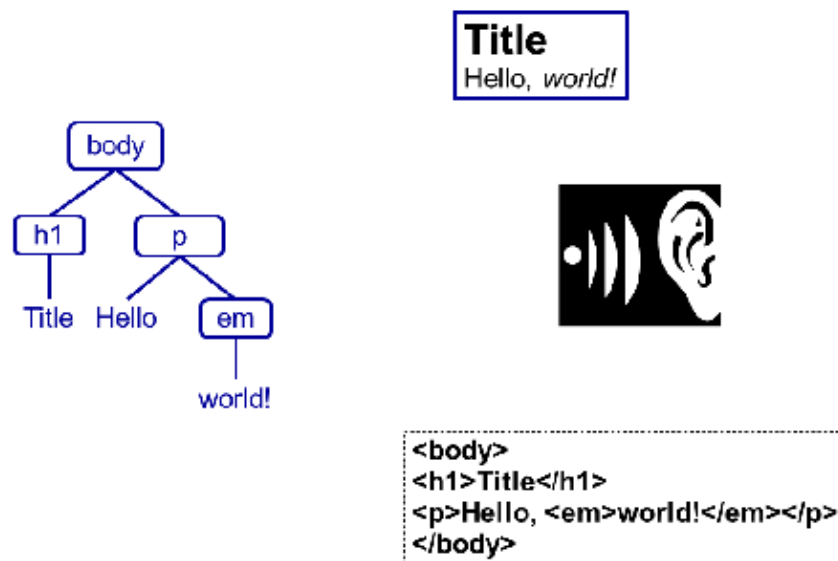 Title
Hello, world!
body
h1 p
Title Hello em
world!
<body>
<h1>Title</h1>
<p>Hello, <em>world!</em></p>
</body>